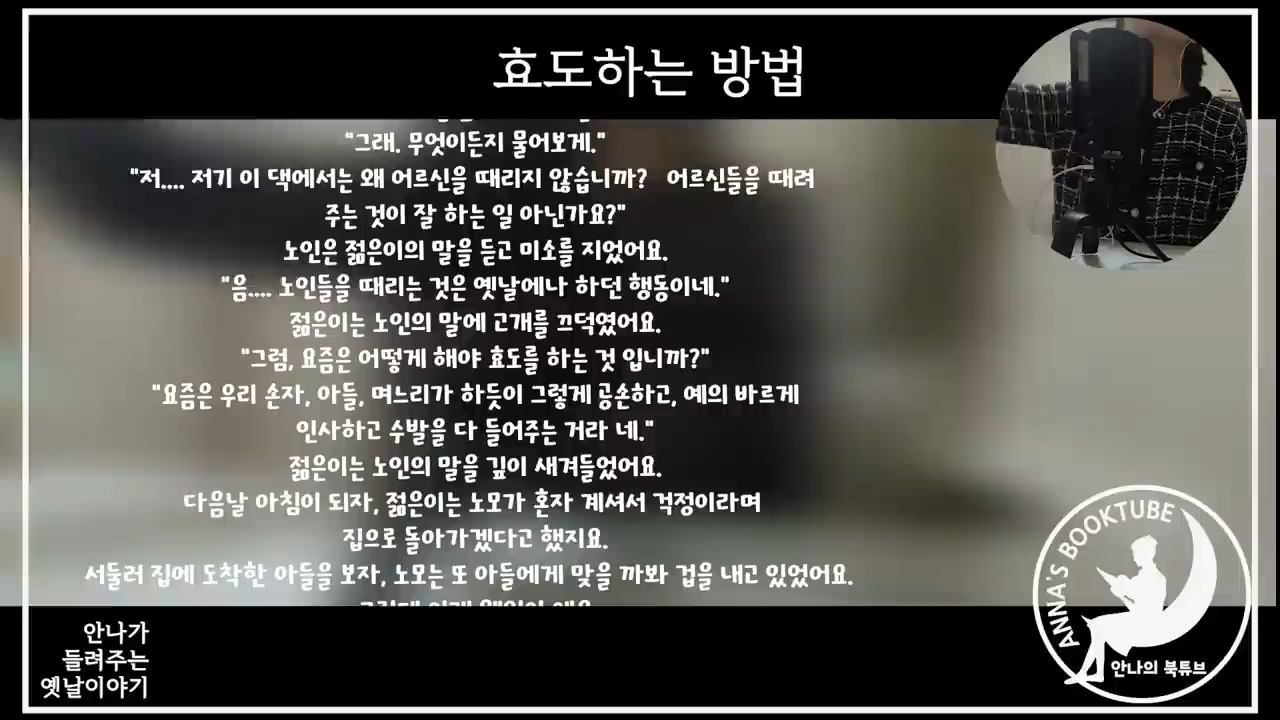 효도하는 방법
"그래. 무엇이든지 물어보게."
"저.... 저기 이 댁에서는 왜 어르신을 때리지 않습니까? 어르신들을 때려
주는 것이 잘 하는 일 아닌가요?"
노인은 젊은이의 말을 듣고 미소를 지었어요.
"음.... 노인들을 때리는 것은 옛날에나 하던 행동이네."
젊은이는 노인의 말에 고개를 끄덕였어요.
"그럼, 요즘은 어떻게 해야 효도를 하는 것 입니까?"
"요즘은 우리 손자, 아들, 며느리가 하듯이 그렇게 공손하고, 예의 바르게
인사하고 수발을 다 들어주는 거라 네."
젊은이는 노인의 말을 깊이 새겨들었어요.
다음날 아침이 되자, 젊은이는 노모가 혼자 계셔서 걱정이라며
집으로 돌아가겠다고 했지요.
서둘러 집에 도착한 아들을 보자, 노모는 또 아들에게 맞을 까봐 겁을 내고 있었어요.
안나가
들려주는
옛날이야기
ANNA'S BOOKTUBE
안나의 북튜브